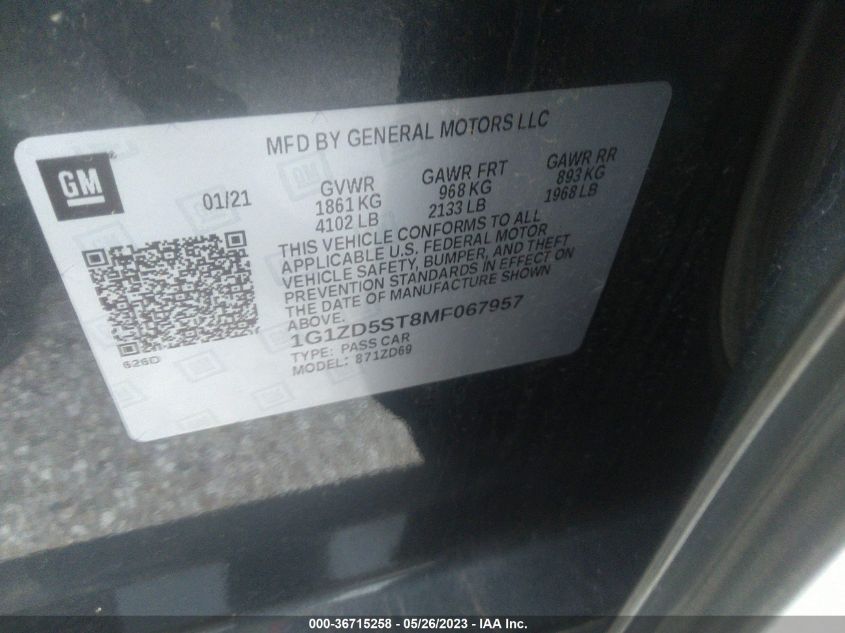 MFD BY GENERAL MOTORS LLC
GM
01/21
GVWR
1861 KG
4102 LB
GAWR FRT
968 KG
2133 LB
GAWR RR
893 KG
1968 LB
THIS VEHICLE CONFORMS TO ALL
APPLICABLE U.S. FEDERAL MOTOR
VEHICLE SAFETY, BUMPER, AND THEFT
PREVENTION STANDARDS IN EFFECT ON
THE DATE OF MANUFACTURE SHOWN
ABOVE.
1G1ZD5ST8MF067957
TYPE: PASS CAR
MODEL: 871ZD69
626D
000-36715258 - 05/26/2023 - IAA Inc.